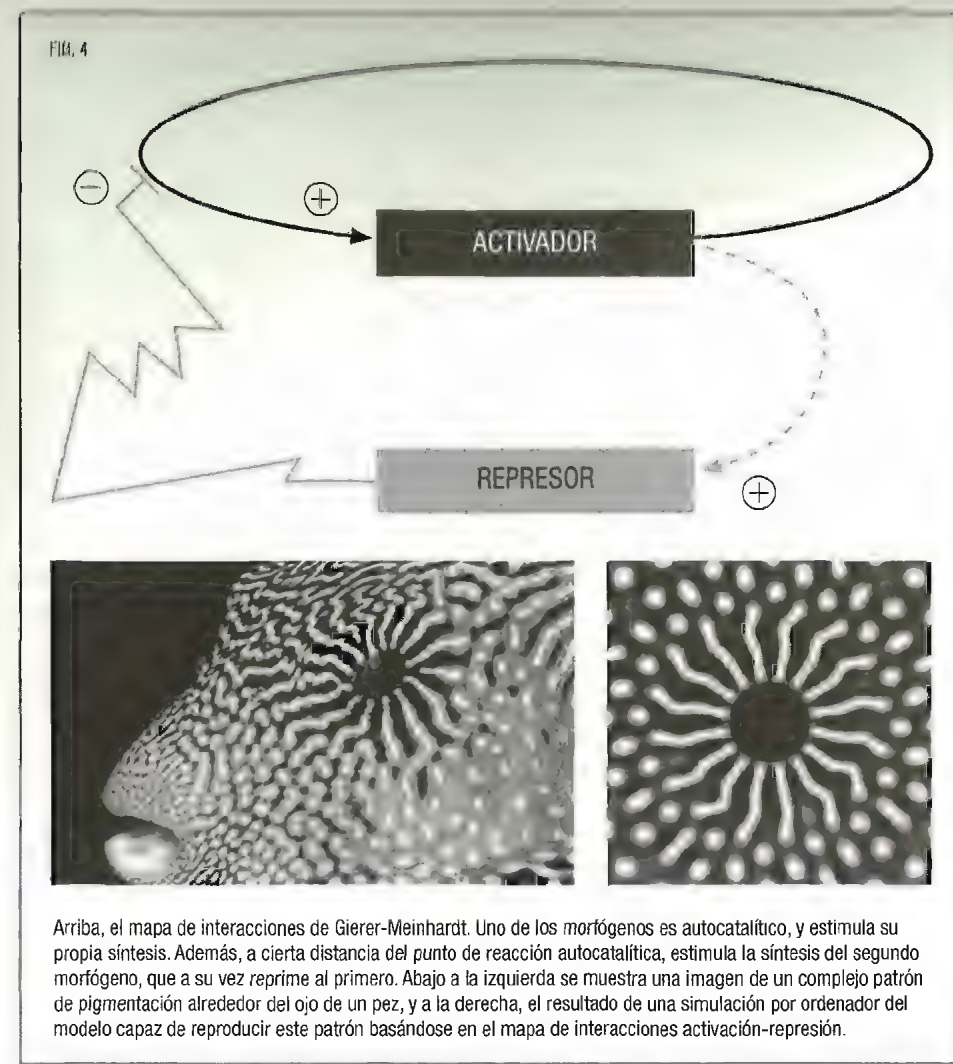 FIG. 4
−
+
ACTIVADOR
REPRESOR
+
Arriba, el mapa de interacciones de Gierer-Meinhardt. Uno de los morfógenos es autocatalítico, y estimula su
propia síntesis. Además, a cierta distancia del punto de reacción autocatalítica, estimula la síntesis del segundo
morfógeno, que a su vez reprime al primero. Abajo a la izquierda se muestra una imagen de un complejo patrón
de pigmentación alrededor del ojo de un pez, y a la derecha, el resultado de una simulación por ordenador del
modelo capaz de reproducir este patrón basándose en el mapa de interacciones activación-represión.